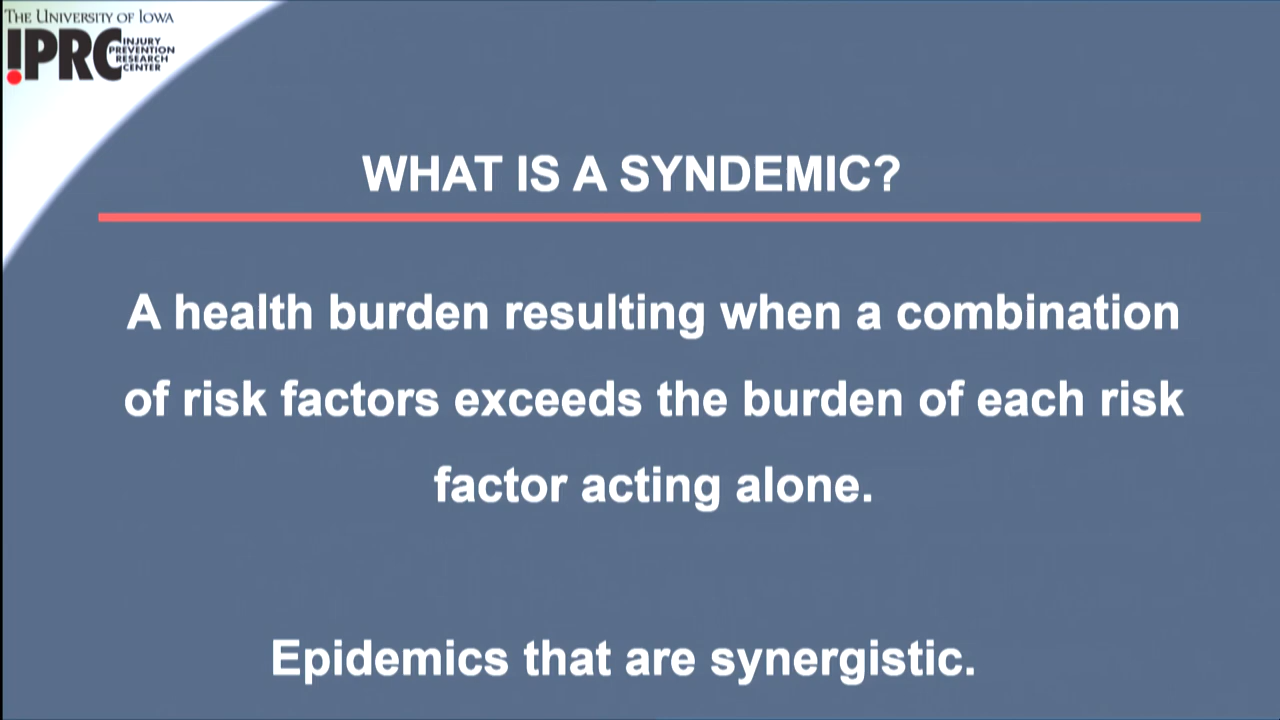 THE UNIVERSITY OF IOWA
IPRC
INJURY
PREVENTION
RESEARCH
CENTER
WHAT IS A SYNDEMIC?
A health burden resulting when a combination
of risk factors exceeds the burden of each risk
factor acting alone.
Epidemics that are synergistic.